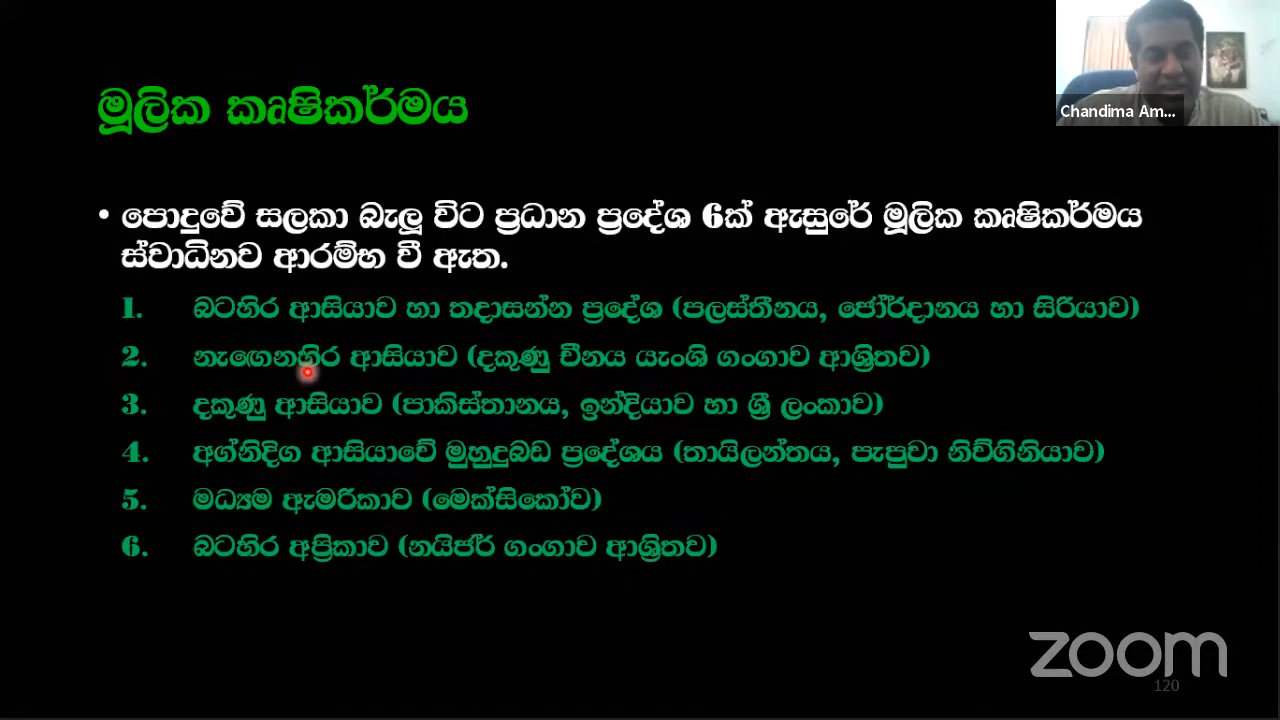 Chandima Am...
මූලික කෘෂිකර්මය
• පොදුවේ සලකා බැලූ විට ප්‍රධාන ප්‍රදේශ 6ක් ඇසුරේ මූලික කෘෂිකර්මය
ස්වාධිනව ආරම්භ වී ඇත.
1. බටහිර ආසියාව හා තදාසන්න ප්‍රදේශ (පලස්තීනය, ජෝර්දානය හා සිරියාව)
2. නැඟෙනහිර ආසියාව (දකුණු චීනය යැංශි ගංගාව ආශ්‍රිතව)
3. දකුණු ආසියාව (පාකිස්තානය, ඉන්දියාව හා ශ්‍රී ලංකාව)
4. අග්නිදිග ආසියාවේ මුහුදුබඩ ප්‍රදේශය (තායිලන්තය, පැපුවා නිව්ගිනියාව)
5. මධ්‍යම ඇමරිකාව (මෙක්සිකෝව)
6. බටහිර අප්‍රිකාව (නයිජර් ගංගාව ආශ්‍රිතව)
zoom
120